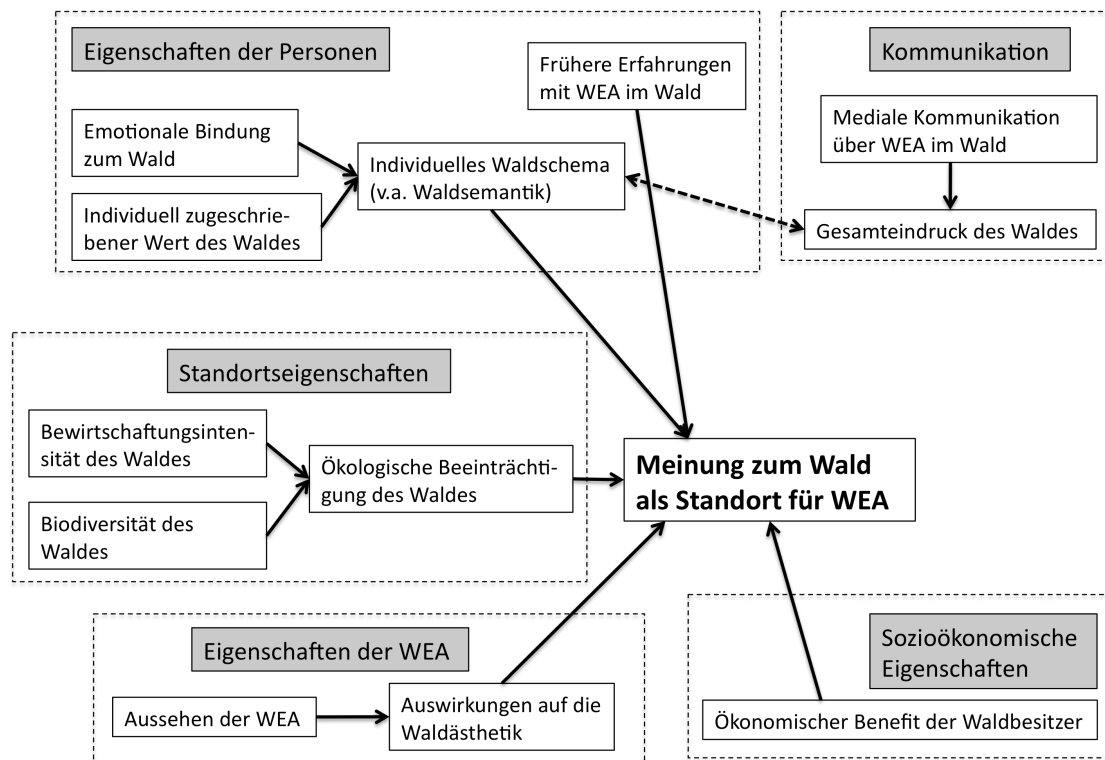 Eigenschaften der Personen
Frühere Erfahrungen
mit WEA im Wald
Emotionale Bindung
zum Wald
Individuell zugeschrie-
bener Wert des Waldes
Individuelles Waldschema
(v.a. Waldsemantik)
Kommunikation
Mediale Kommunikation
über WEA im Wald
Gesamteindruck des Waldes
Standortseigenschaften
Bewirtschaftungsinten-
sität des Waldes
Biodiversität des
Waldes
Ökologische Beeinträchti-
gung des Waldes
Meinung zum Wald
als Standort für WEA
Eigenschaften der WEA
Aussehen der WEA
Auswirkungen auf die
Waldästhetik
Sozioökonomische
Eigenschaften
Ökonomischer Benefit der Waldbesitzer